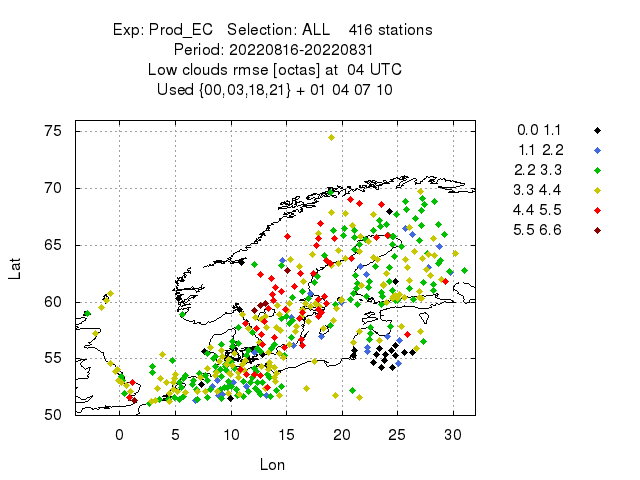 Exp: Prod_EC Selection: ALL 416 stations
Period: 20220816-20220831
Low clouds rmse [octas] at 04 UTC
Used {00,03,18,21} + 01 04 07 10
75
70
65
60
55
50
Lat
0 5 10 15 20 25 30
Lon
0.0 1.1
1.1 2.2
2.2 3.3
3.3 4.4
4.4 5.5
5.5 6.6